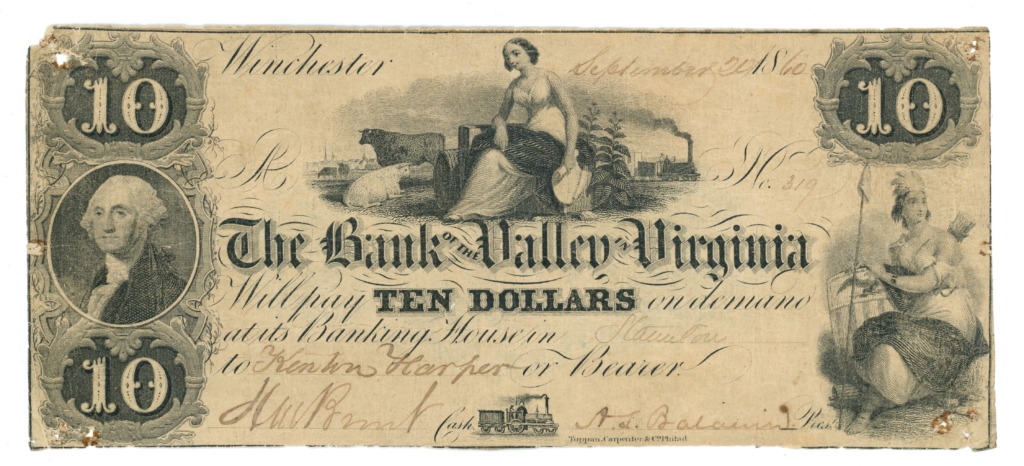 10 Winchester September 20 1860 10
A No. 319
The Bank OF THE Valley IN Virginia
Will pay TEN DOLLARS on demand
at its Banking House in Staunton
10 to Kenton Harper or Bearer.
Cash. Pres.
Toppan, Carpenter & Co. Philad.